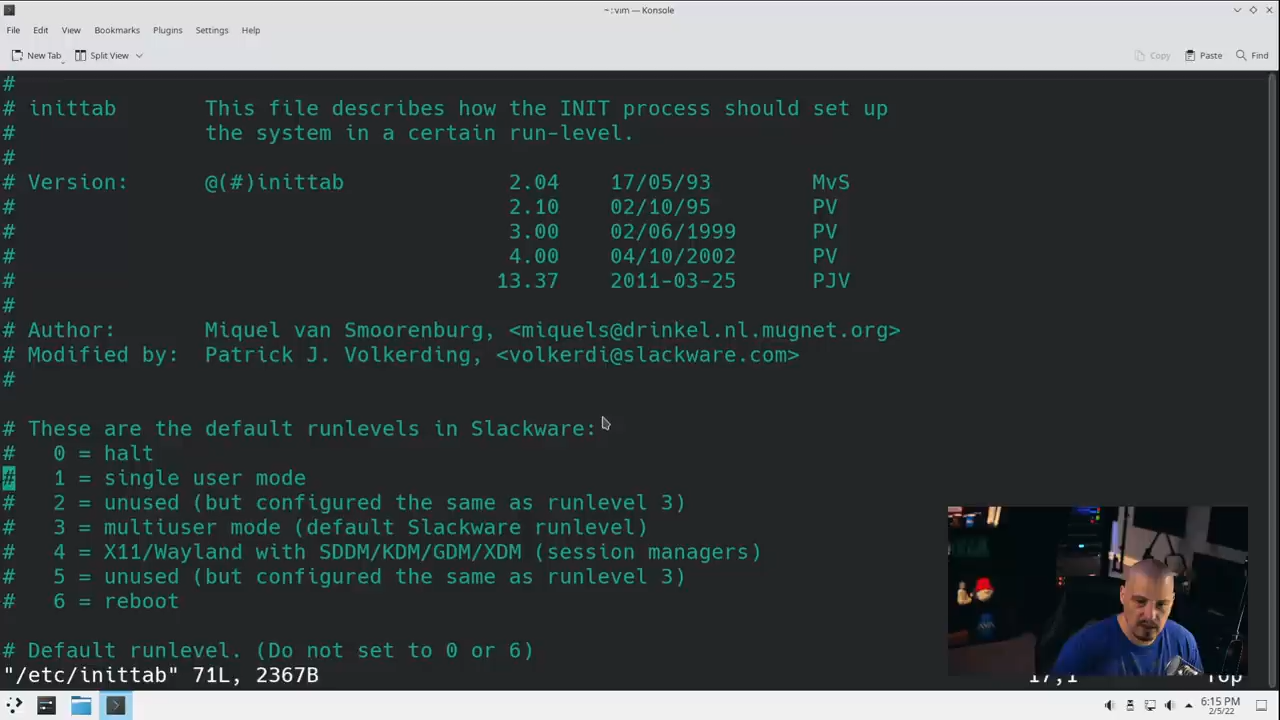 ~ : vim — Konsole
File Edit View Bookmarks Plugins Settings Help
New Tab Split View Copy Paste Find
#
# inittab This file describes how the INIT process should set up
# the system in a certain run-level.
#
# Version: @(#)inittab 2.04 17/05/93 MvS
# 2.10 02/10/95 PV
# 3.00 02/06/1999 PV
# 4.00 04/10/2002 PV
# 13.37 2011-03-25 PJV
#
# Author: Miquel van Smoorenburg, <miquels@drinkel.nl.mugnet.org>
# Modified by: Patrick J. Volkerding, <volkerdi@slackware.com>
#
# These are the default runlevels in Slackware:
# 0 = halt
# 1 = single user mode
# 2 = unused (but configured the same as runlevel 3)
# 3 = multiuser mode (default Slackware runlevel)
# 4 = X11/Wayland with SDDM/KDM/GDM/XDM (session managers)
# 5 = unused (but configured the same as runlevel 3)
# 6 = reboot
# Default runlevel. (Do not set to 0 or 6)
"/etc/inittab" 71L, 2367B 17,1 Top
6:15 PM
2/5/22